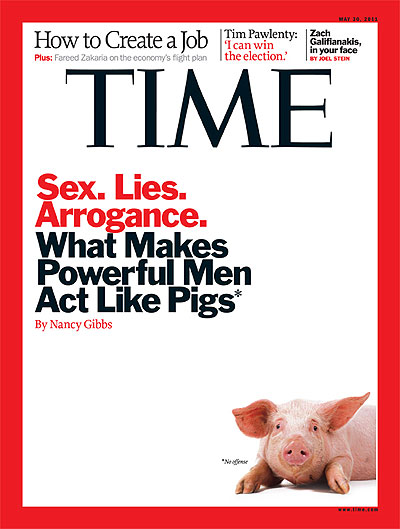 MAY 30, 2011
How to Create a Job
Plus: Fareed Zakaria on the economy's flight plan
Tim Pawlenty:
'I can win
the election.'
Zach
Galifianakis,
in your face
BY JOEL STEIN
TIME
Sex. Lies.
Arrogance.
What Makes
Powerful Men
Act Like Pigs*
By Nancy Gibbs
*No offense
www.time.com